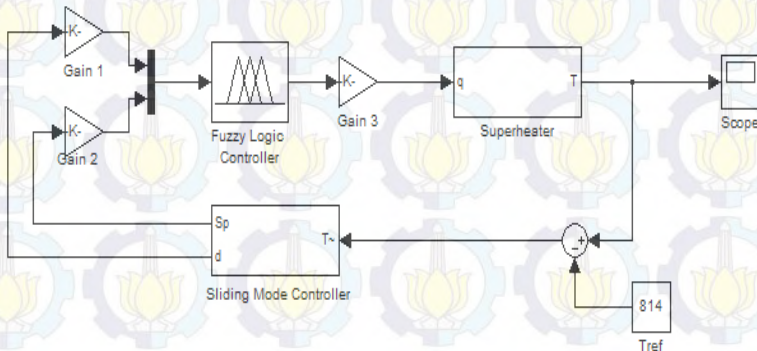 K-
Gain 1
K-
Gain 2
Fuzzy Logic
Controller
K-
Gain 3
q
T
Superheater
Scope
Sp
d
T~
Sliding Mode Controller
+
−
814
Tref